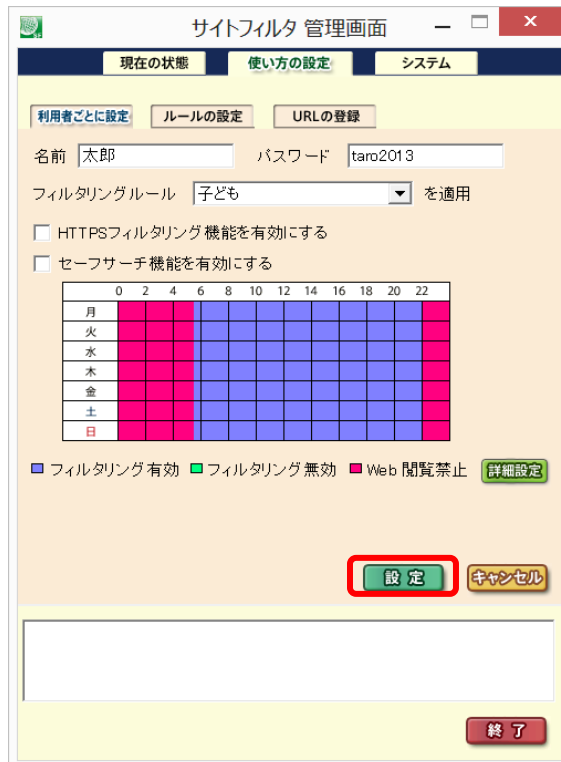 サイトフィルタ 管理画面
現在の状態 使い方の設定 システム
利用者ごとに設定 ルールの設定 URLの登録
名前 太郎 パスワード taro2013
フィルタリングルール 子ども を適用
HTTPSフィルタリング機能を有効にする
セーフサーチ機能を有効にする
0 2 4 6 8 10 12 14 16 18 20 22
月
火
水
木
金
土
日
フィルタリング有効 フィルタリング無効 Web 閲覧禁止 詳細設定
設 定 キャンセル
終 了